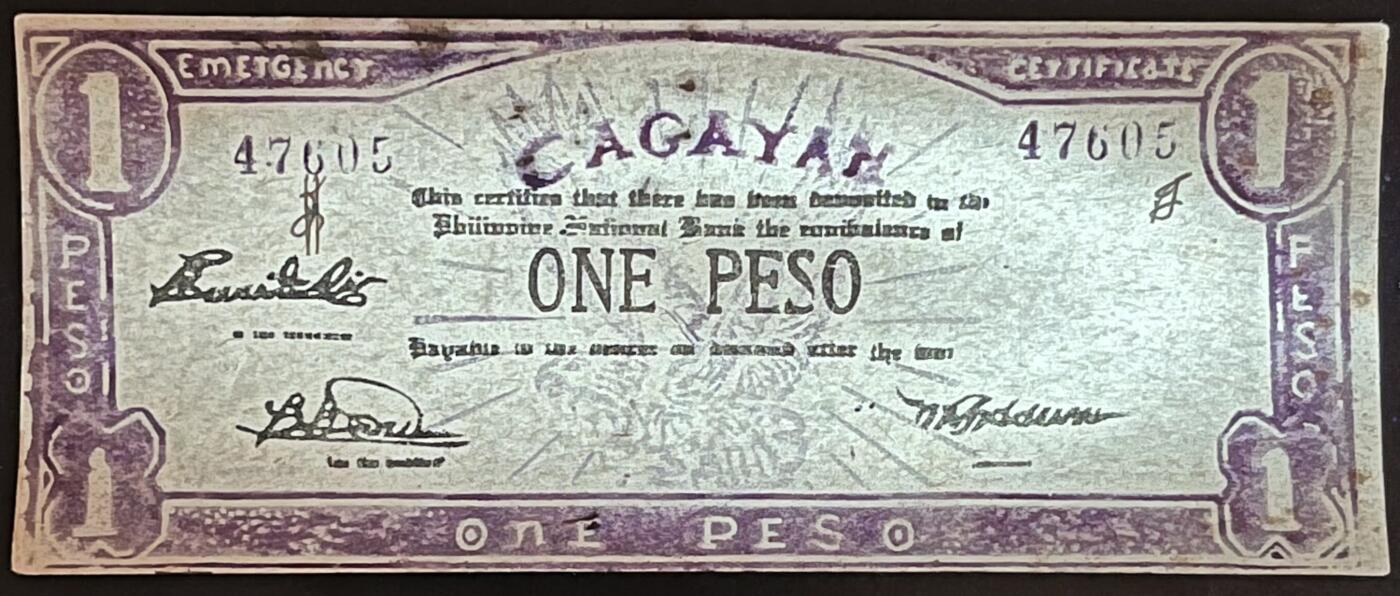 1 EMERGENCY CERTIFICATE 1
47605 47605
CAGAYAN
This certifies that there has been deposited in the
Philippine National Bank the equivalence of
ONE PESO
Payable to the bearer on demand after the war
PESO PESO
1 ONE PESO 1